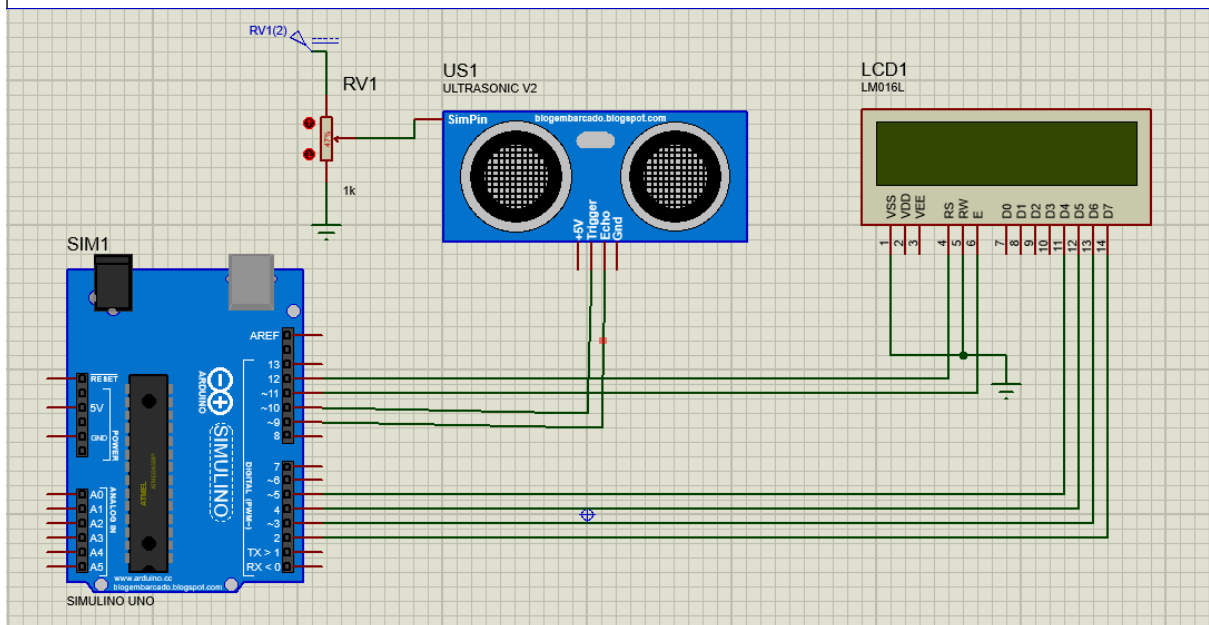 RV1(2)
RV1
47%
1k
US1
ULTRASONIC V2
SimPin
blogembarcado.blogspot.com
+5V
Trigger
Echo
Gnd
LCD1
LM016L
VSS
VDD
VEE
RS
RW
E
D0
D1
D2
D3
D4
D5
D6
D7
1
2
3
4
5
6
7
8
9
10
11
12
13
14
SIM1
AREF
13
12
~11
~10
~9
8
7
~6
~5
4
~3
2
TX > 1
RX < 0
RESET
5V
GND
POWER
A0
A1
A2
A3
A4
A5
ANALOG IN
ATMEL
ARDUINO
SIMULINO
DIGITAL (PWM~)
www.arduino.cc
blogembarcado.blogspot.com
SIMULINO UNO